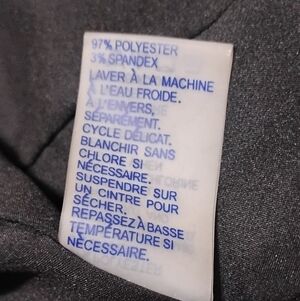 97% POLYESTER
3% SPANDEX
LAVER À LA MACHINE
À L'EAU FROIDE.
À L'ENVERS,
SÉPARÉMENT.
CYCLE DÉLICAT.
BLANCHIR SANS
CHLORE SI
NÉCESSAIRE.
SUSPENDRE SUR
UN CINTRE POUR
SÉCHER.
REPASSEZ À BASSE
TEMPÉRATURE SI
NÉCESSAIRE.